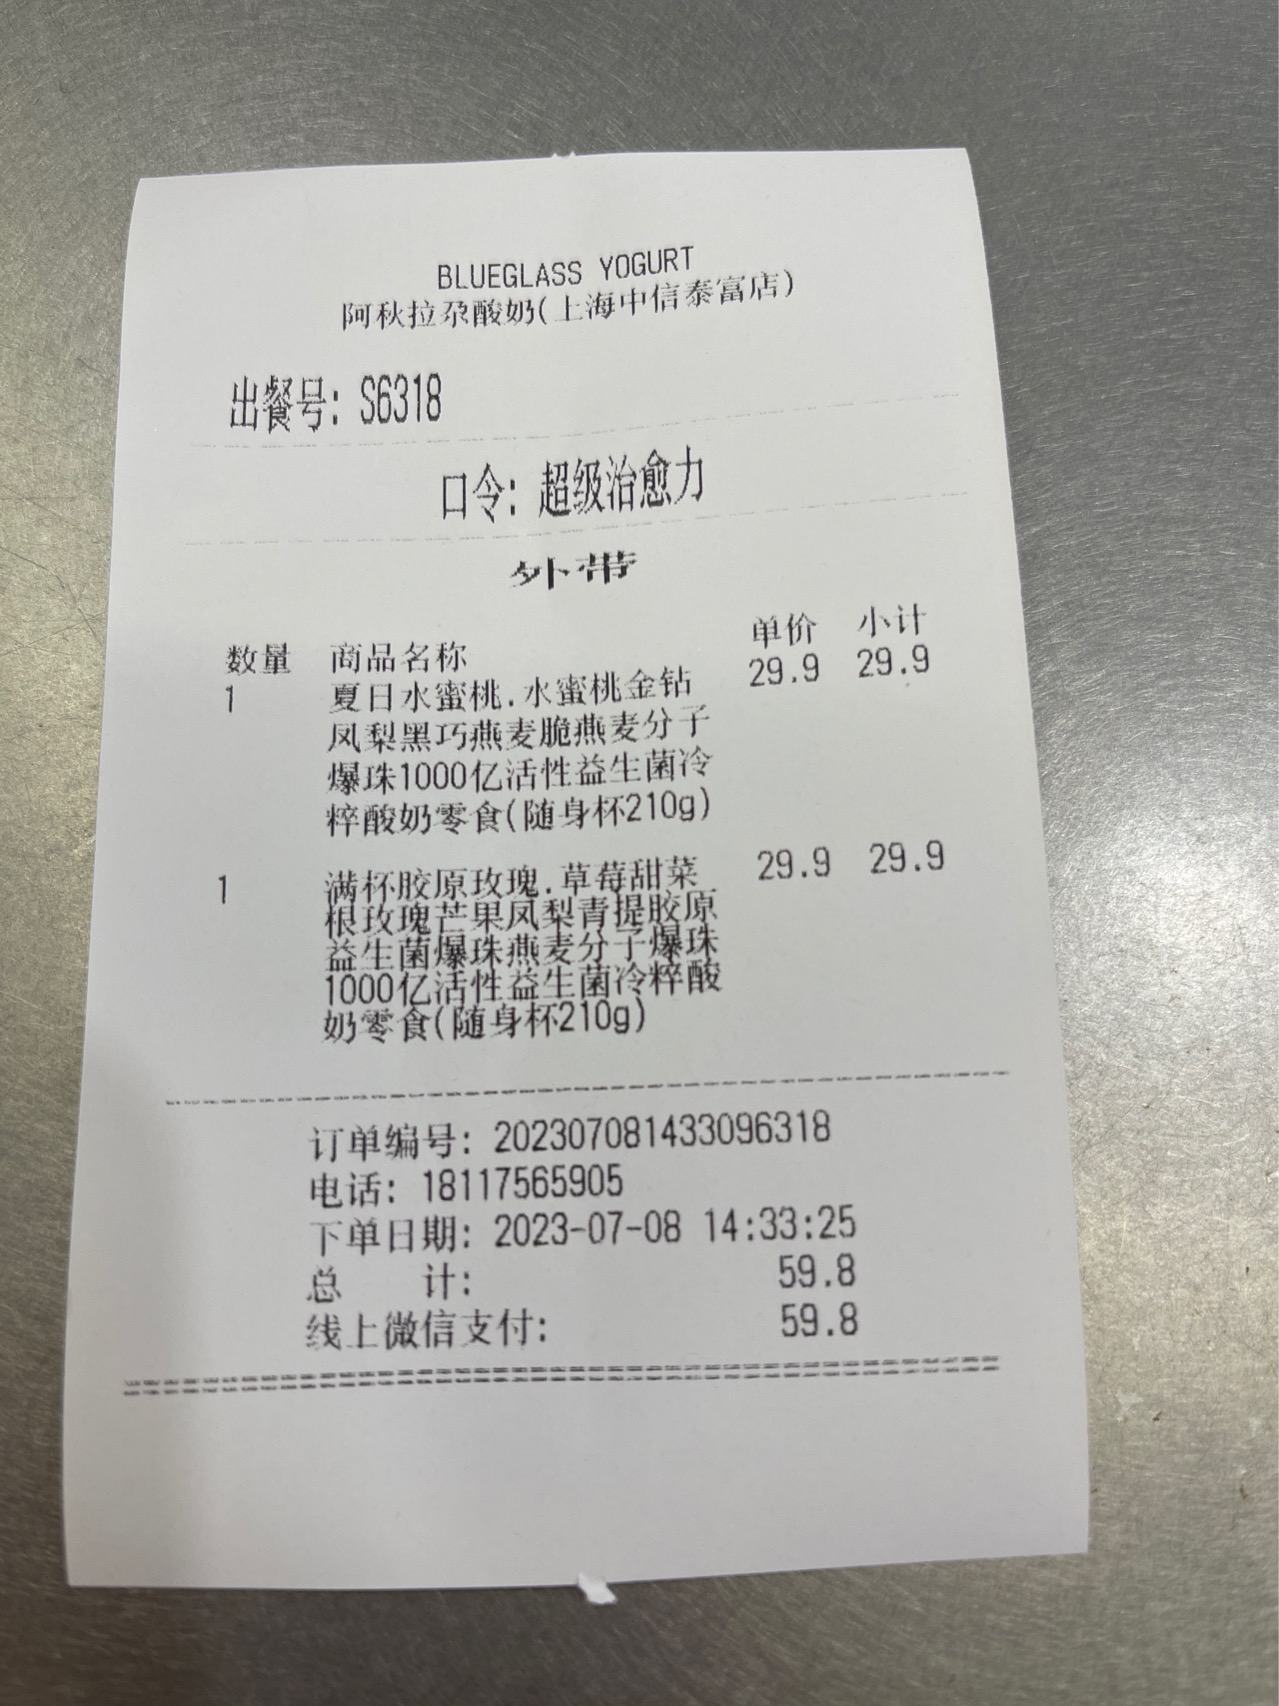 BLUEGLASS YOGURT
阿秋拉尕酸奶(上海中信泰富店)
出餐号: S6318
口令: 超级治愈力
外带
数量 商品名称 单价 小计
1 夏日水蜜桃.水蜜桃金钻 29.9 29.9
凤梨黑巧燕麦脆燕麦分子
爆珠1000亿活性益生菌冷
粹酸奶零食(随身杯210g)
1 满杯胶原玫瑰.草莓甜菜 29.9 29.9
根玫瑰芒果凤梨青提胶原
益生菌爆珠燕麦分子爆珠
1000亿活性益生菌冷粹酸
奶零食(随身杯210g)
订单编号: 202307081433096318
电话: 18117565905
下单日期: 2023-07-08 14:33:25
总 计: 59.8
线上微信支付: 59.8